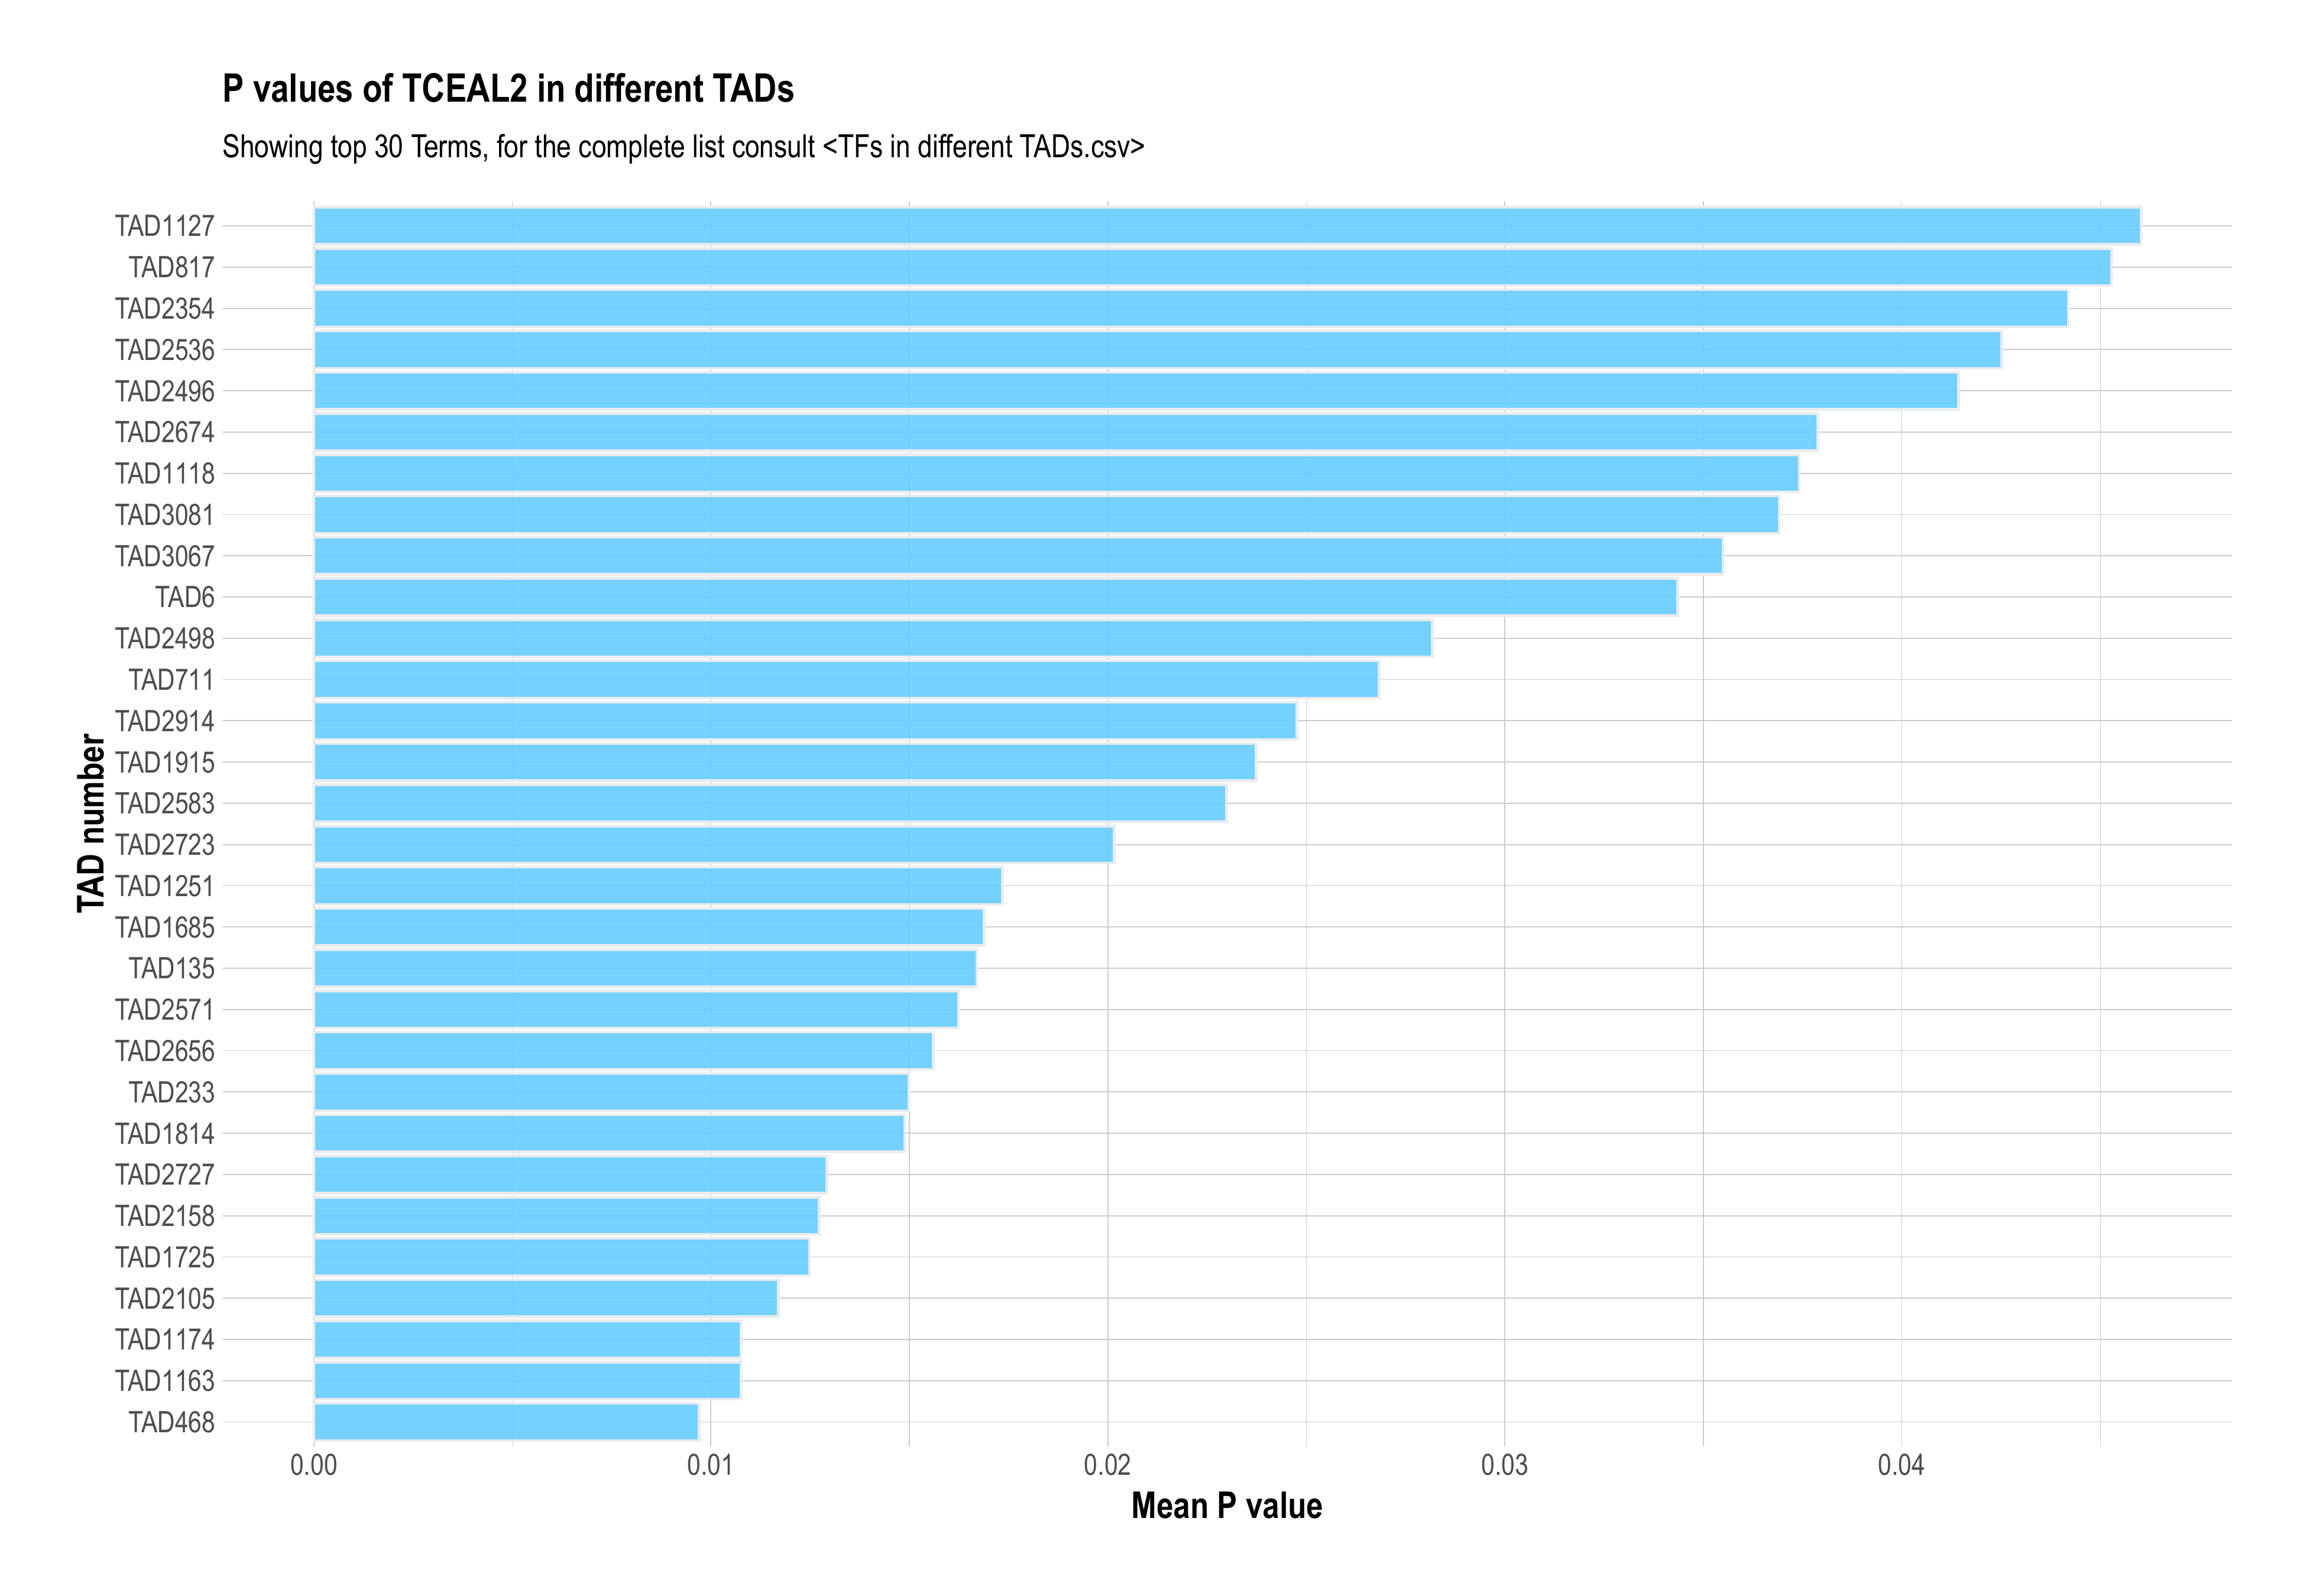 P values of TCEAL2 in different TADs
Showing top 30 Terms, for the complete list consult <TFs in different TADs.csv>
TAD number
TAD1127
TAD817
TAD2354
TAD2536
TAD2496
TAD2674
TAD1118
TAD3081
TAD3067
TAD6
TAD2498
TAD711
TAD2914
TAD1915
TAD2583
TAD2723
TAD1251
TAD1685
TAD135
TAD2571
TAD2656
TAD233
TAD1814
TAD2727
TAD2158
TAD1725
TAD2105
TAD1174
TAD1163
TAD468
0.00 0.01 0.02 0.03 0.04
Mean P value